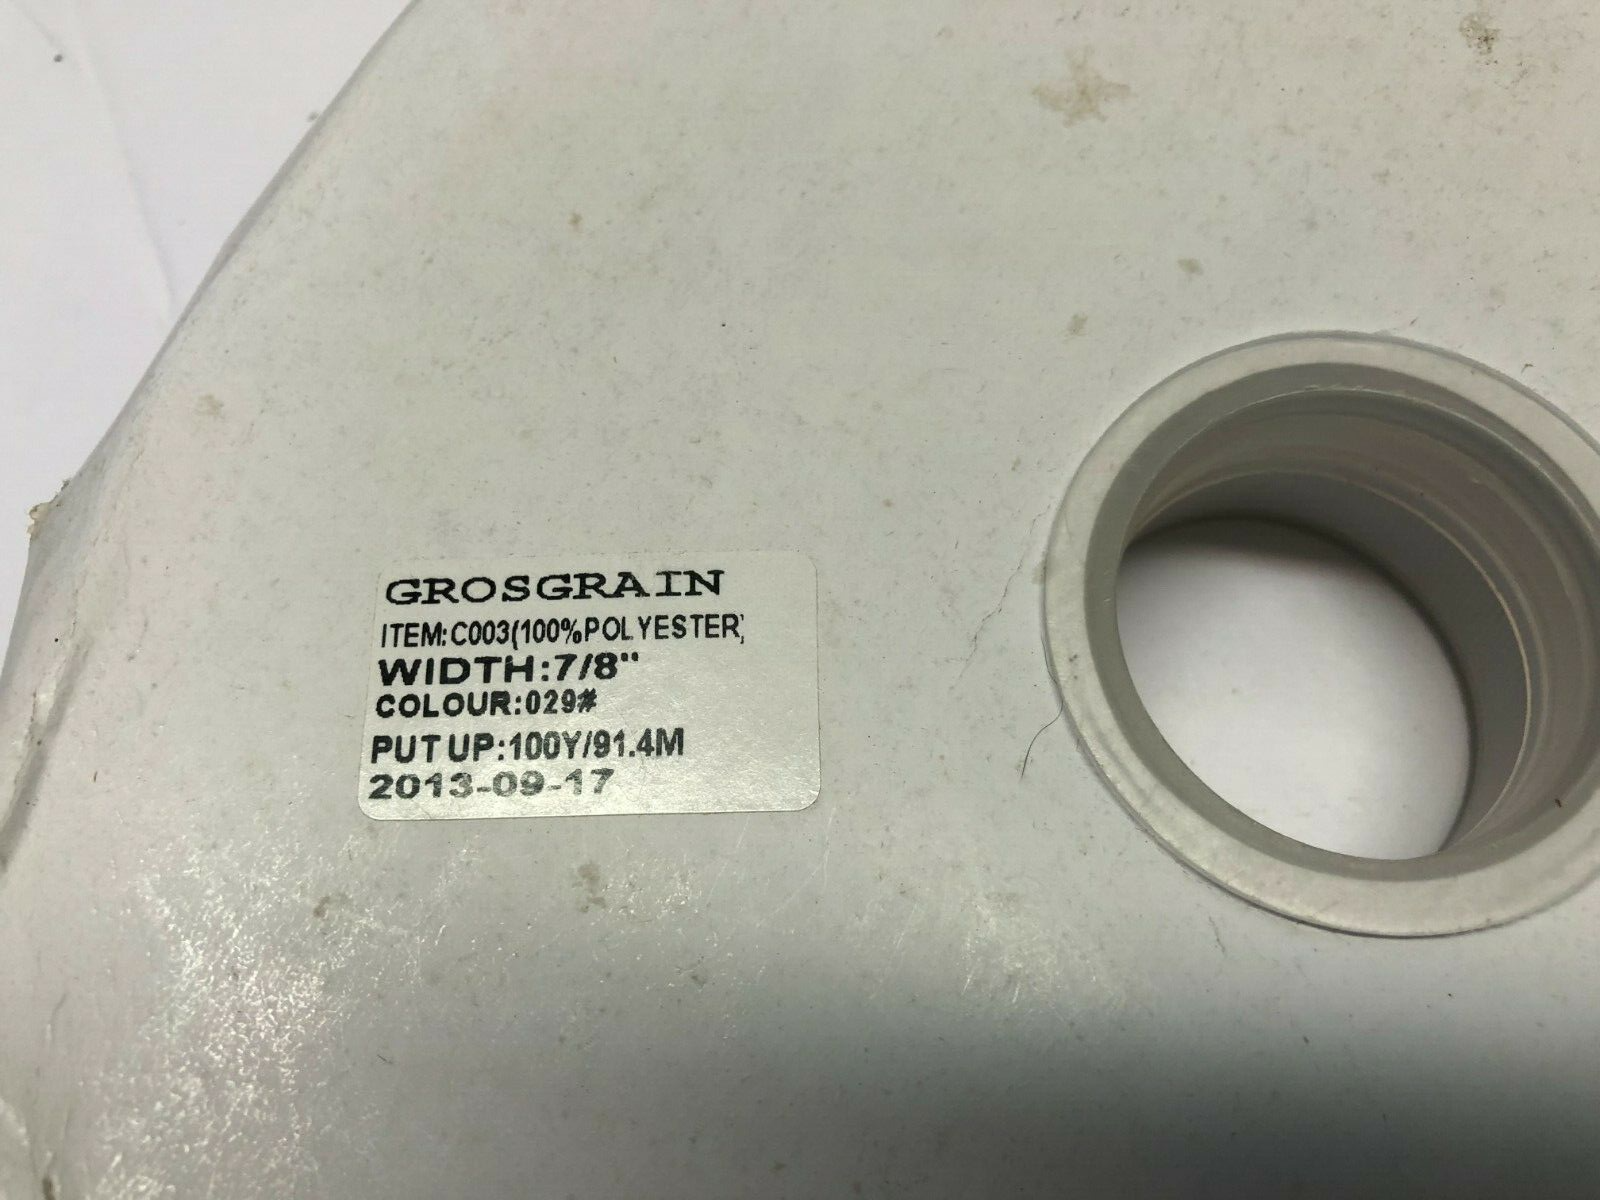 GROSGRAIN
ITEM:C003(100%POLYESTER)
WIDTH:7/8"
COLOUR:029#
PUT UP:100Y/91.4M
2013-09-17